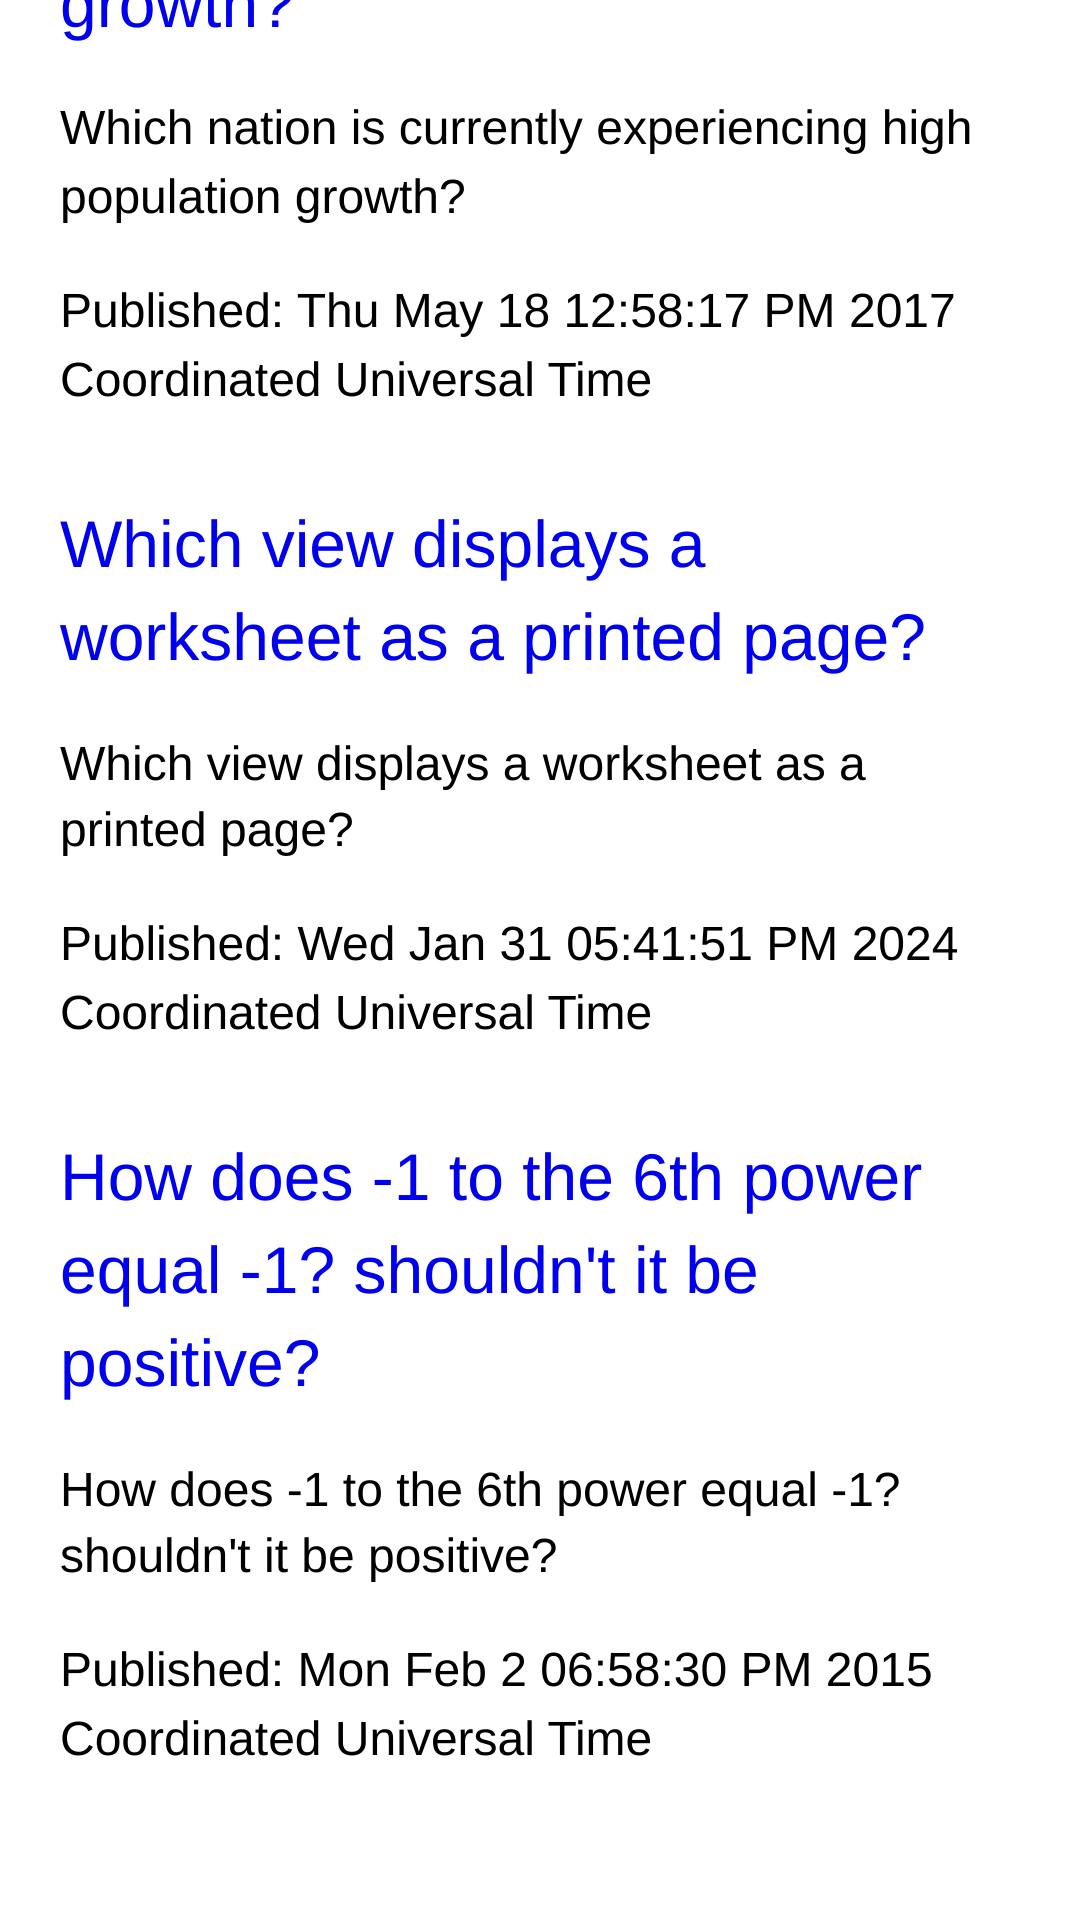 growth?
Which nation is currently experiencing high
population growth?
Published: Thu May 18 12:58:17 PM 2017
Coordinated Universal Time
Which view displays a
worksheet as a printed page?
Which view displays a worksheet as a
printed page?
Published: Wed Jan 31 05:41:51 PM 2024
Coordinated Universal Time
How does -1 to the 6th power
equal -1? shouldn't it be
positive?
How does -1 to the 6th power equal -1?
shouldn't it be positive?
Published: Mon Feb 2 06:58:30 PM 2015
Coordinated Universal Time